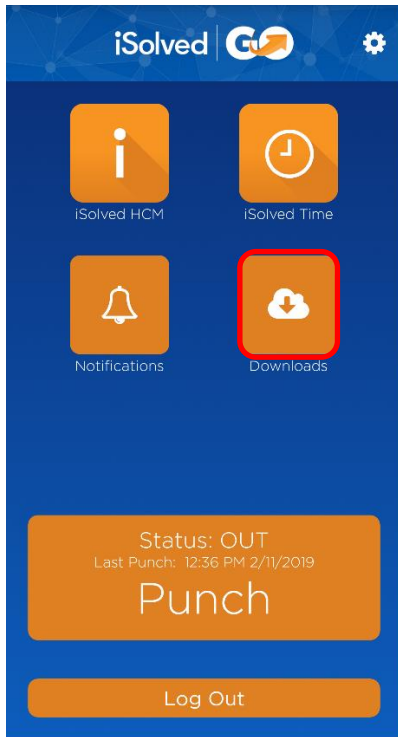 iSolved GO
i
iSolved HCM
iSolved Time
Notifications
Downloads
Status: OUT
Last Punch: 12:36 PM 2/11/2019
Punch
Log Out